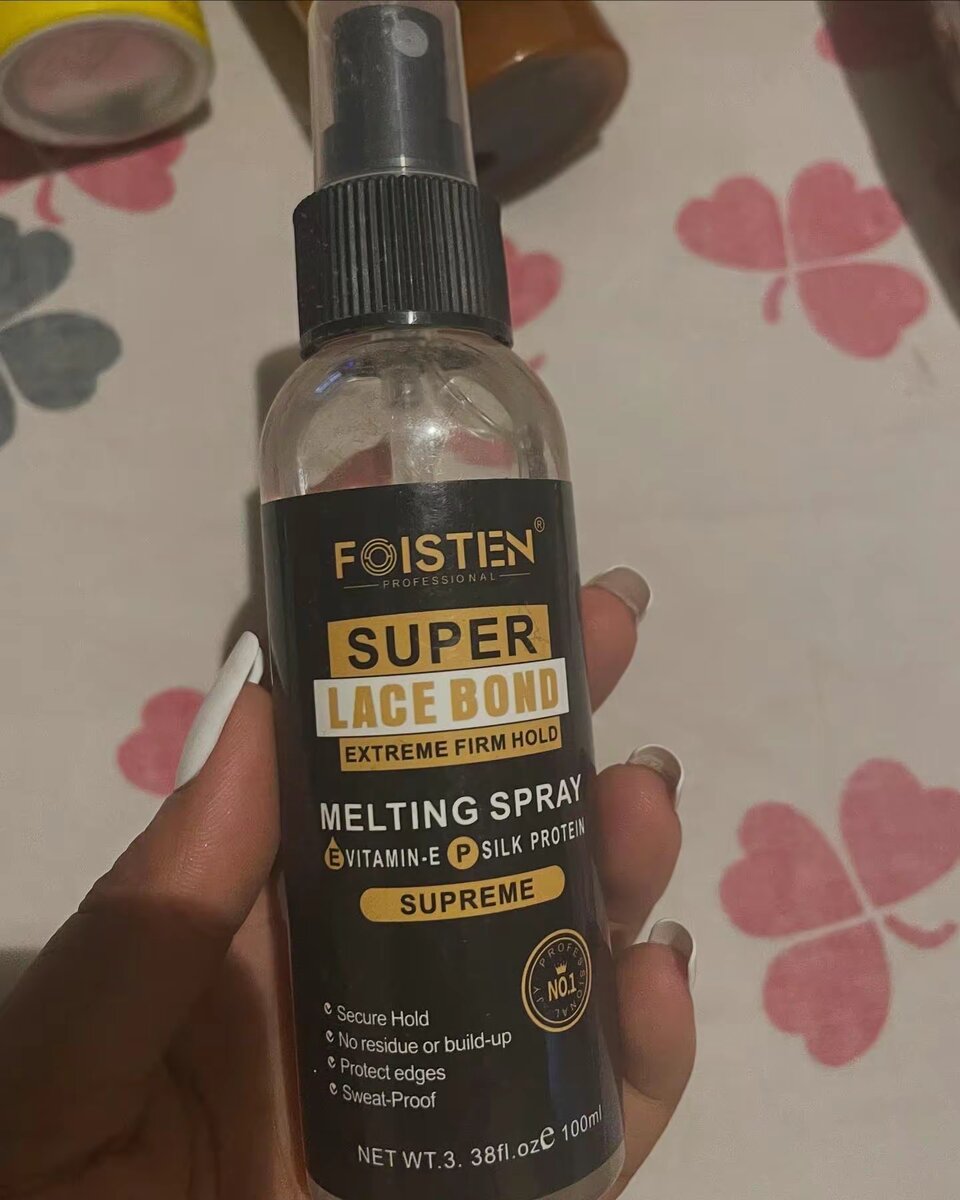 FOISTEN®
PROFESSIONAL
SUPER
LACE BOND
EXTREME FIRM HOLD
MELTING SPRAY
E VITAMIN-E P SILK PROTEIN
SUPREME
PROFESSIONAL
NO.1
Secure Hold
No residue or build-up
Protect edges
Sweat-Proof
NET WT.3. 38fl.oz e 100ml